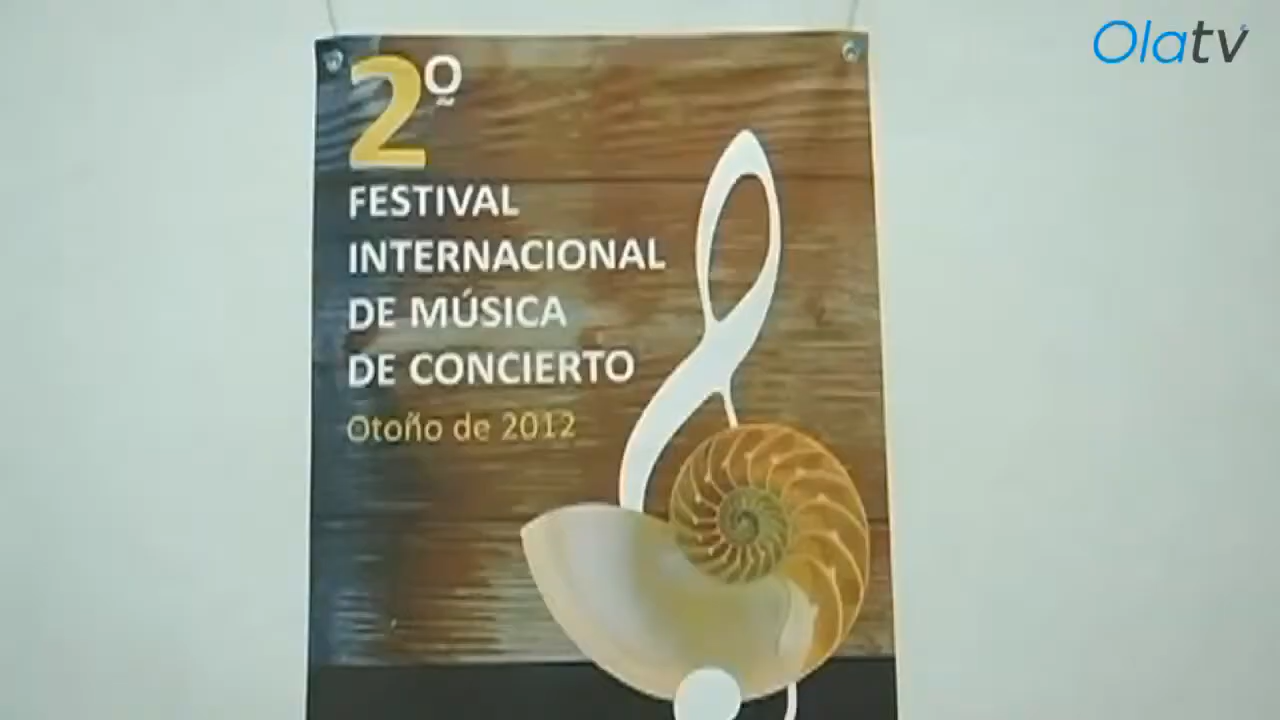 Olatv
2º
FESTIVAL
INTERNACIONAL
DE MÚSICA
DE CONCIERTO
Otoño de 2012